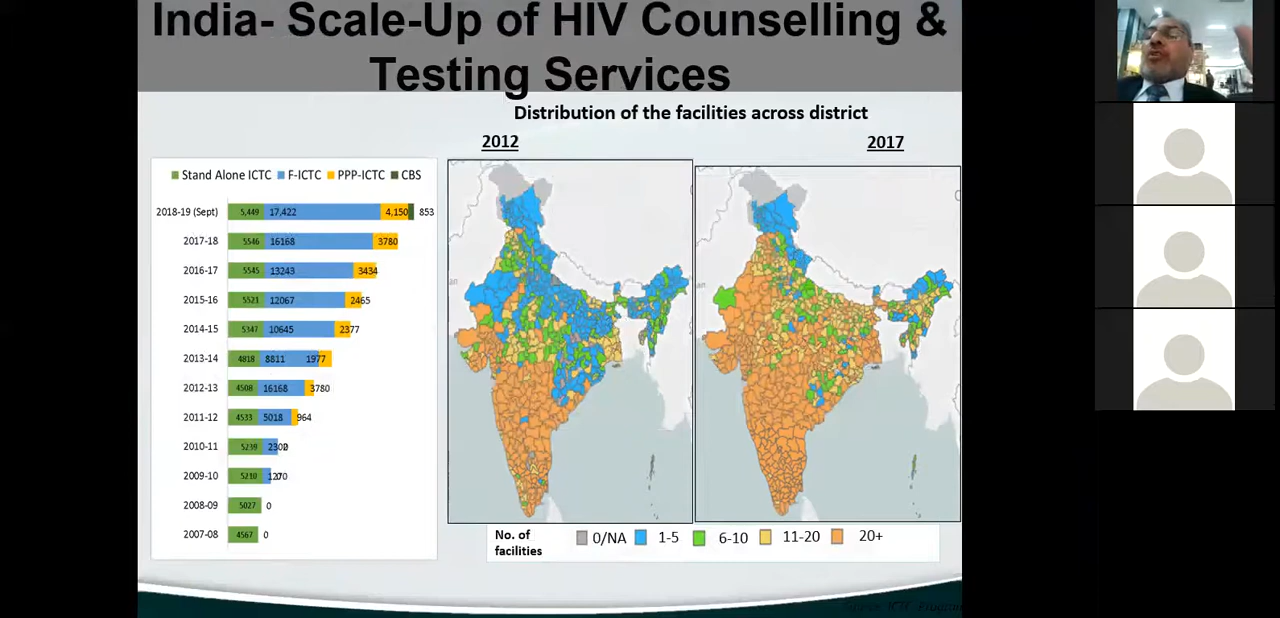 India- Scale-Up of HIV Counselling &
Testing Services
Distribution of the facilities across district
2012
2017
Stand Alone ICTC F-ICTC PPP-ICTC CBS
2018-19 (Sept) 5,449 17,422 4,150 853
2017-18 5546 16168 3780
2016-17 5545 13243 3434
2015-16 5521 12067 2465
2014-15 5347 10645 2377
2013-14 4818 8811 1977
2012-13 4508 16168 3780
2011-12 4533 5018 964
2010-11
2009-10
2008-09 5027 0
2007-08 4567 0
No. of
facilities
0/NA 1-5 6-10 11-20 20+